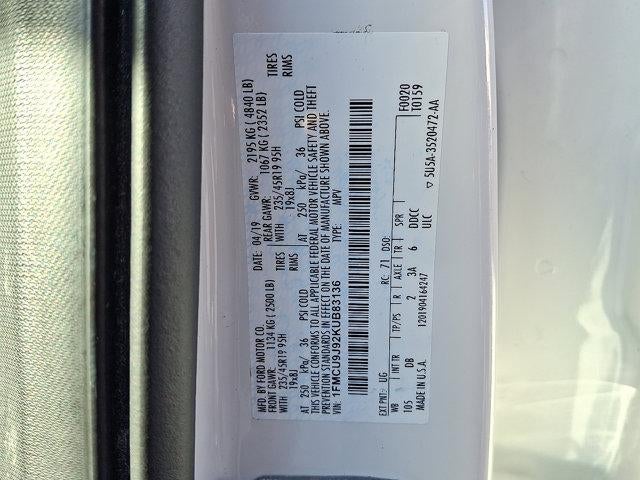 MFD. BY FORD MOTOR CO.
DATE: 04/19 GVWR: 2195 KG ( 4840 LB)
FRONT GAWR: 1134 KG ( 2500 LB) REAR GAWR: 1067 KG ( 2352 LB)
WITH 235/45R19 95H TIRES WITH 235/45R19 95H TIRES
19x8J RIMS 19x8J RIMS
AT 250 kPa/ 36 PSI COLD AT 250 kPa/ 36 PSI COLD
THIS VEHICLE CONFORMS TO ALL APPLICABLE FEDERAL MOTOR VEHICLE SAFETY AND THEFT
PREVENTION STANDARDS IN EFFECT ON THE DATE OF MANUFACTURE SHOWN ABOVE.
VIN: 1FMCU9J92KUB83136 TYPE: MPV
F0020
T0159
EXT PNT: UG RC: 71 DSO:
WB INT TR TP/PS R AXLE TR SPR
105 DB 2 3A 6 DDCC
ULC
MADE IN U.S.A. 1201904164247
▽ 5U5A-3520472-AA